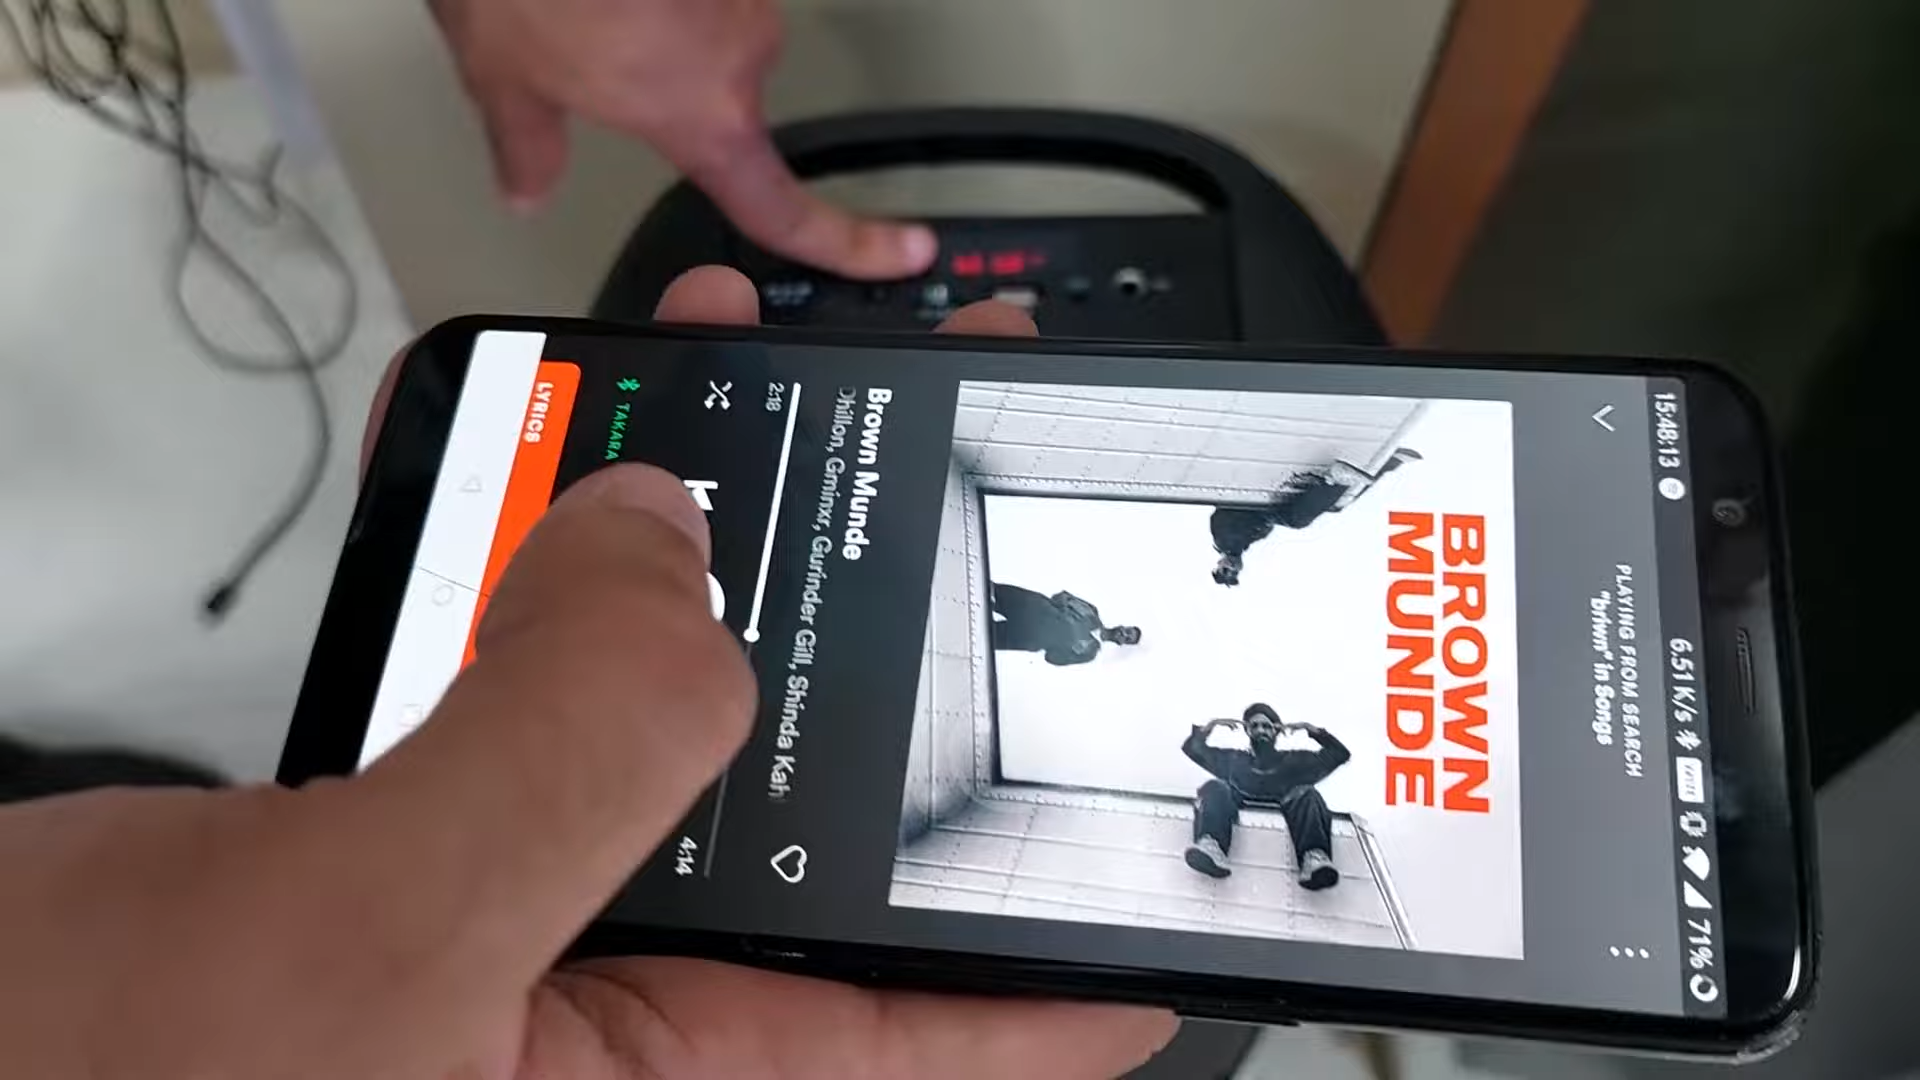 15:48:13 6.51 K/s 71%
PLAYING FROM SEARCH
"briwn" in Songs
BROWN
MUNDE
Brown Munde
Dhillon, Gminxr, Gurinder Gill, Shinda Kah
2:18 4:14
TAKARA
LYRICS